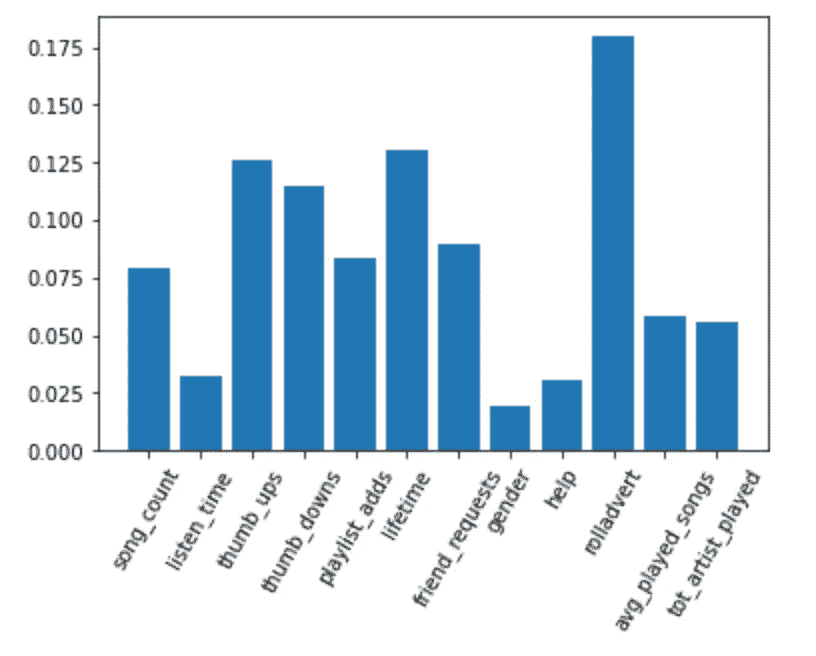 0.175
0.150
0.125
0.100
0.075
0.050
0.025
0.000
song_count
listen_time
thumb_ups
thumb_downs
playlist_adds
lifetime
friend_requests
gender
help
rolladvert
avg_played_songs
tot_artist_played